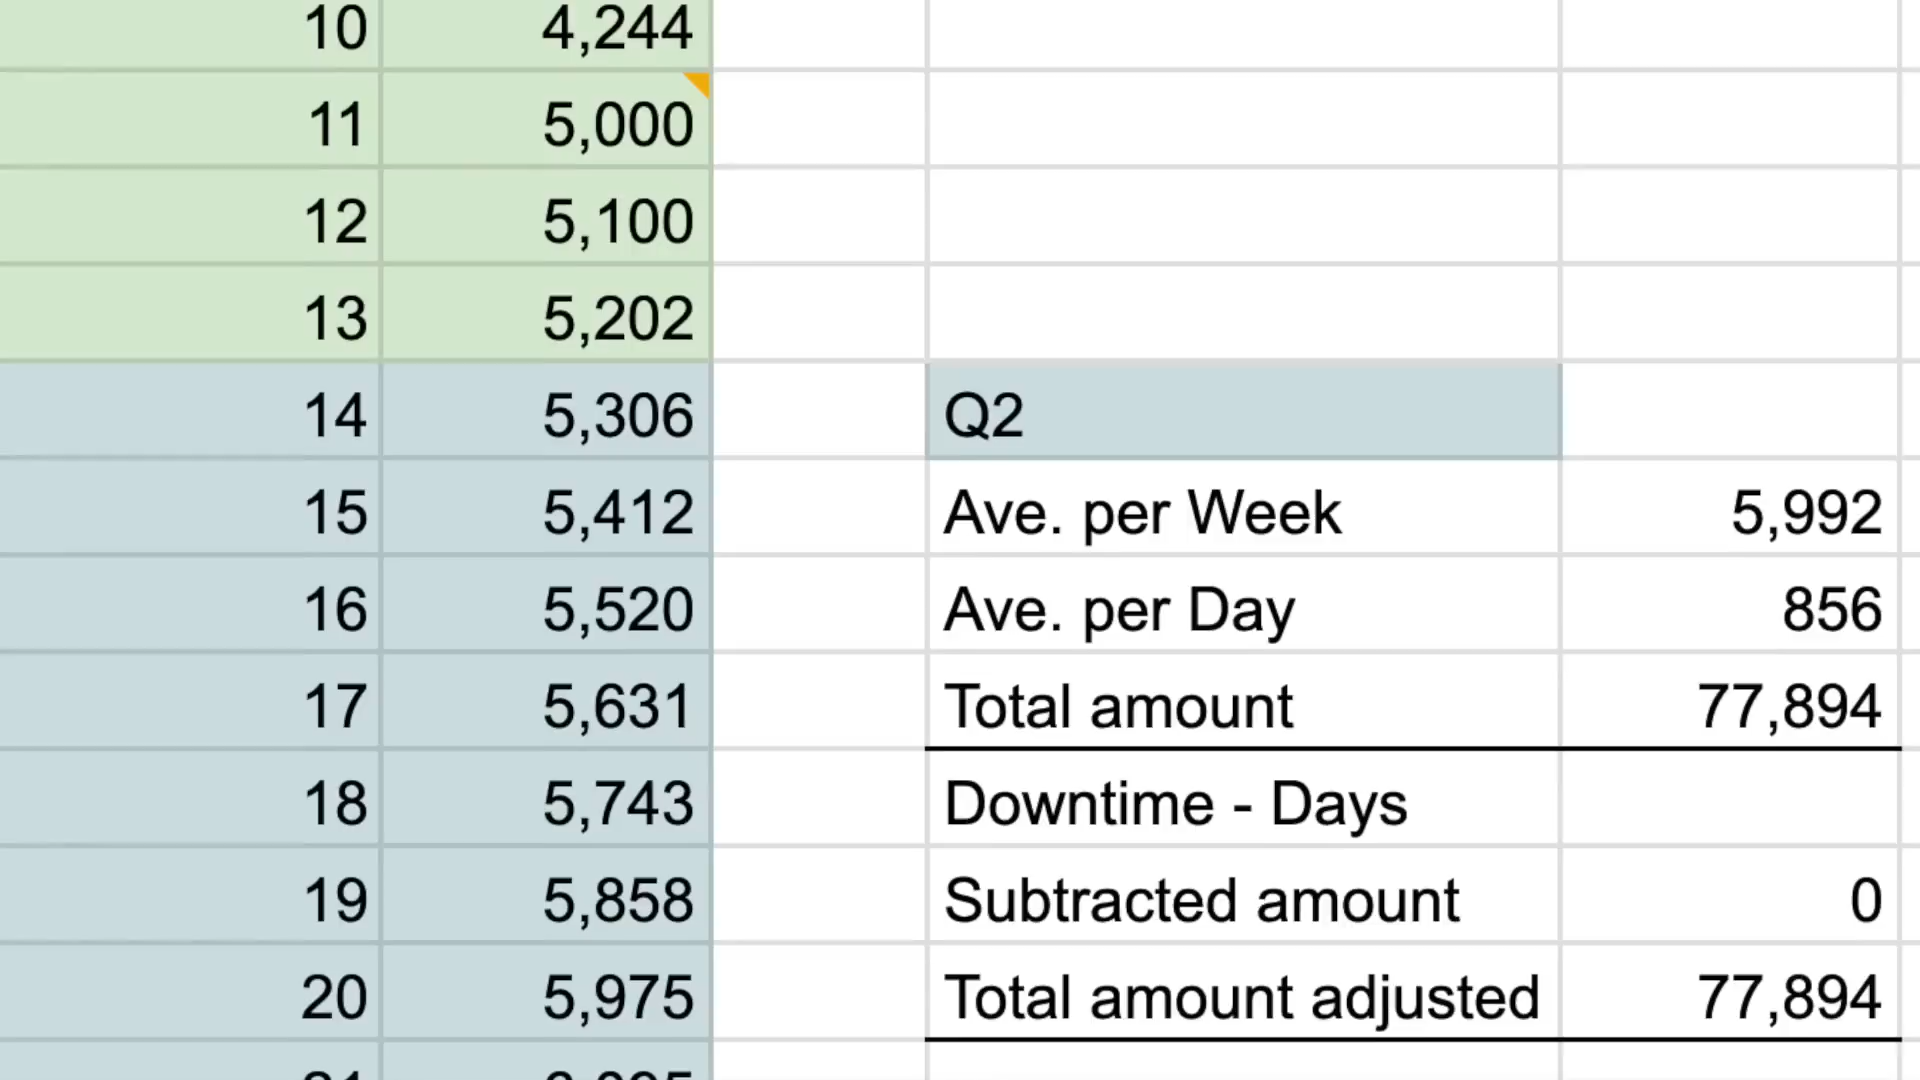 10 4,244
11 5,000
12 5,100
13 5,202
14 5,306 Q2
15 5,412 Ave. per Week 5,992
16 5,520 Ave. per Day 856
17 5,631 Total amount 77,894
18 5,743 Downtime - Days
19 5,858 Subtracted amount 0
20 5,975 Total amount adjusted 77,894